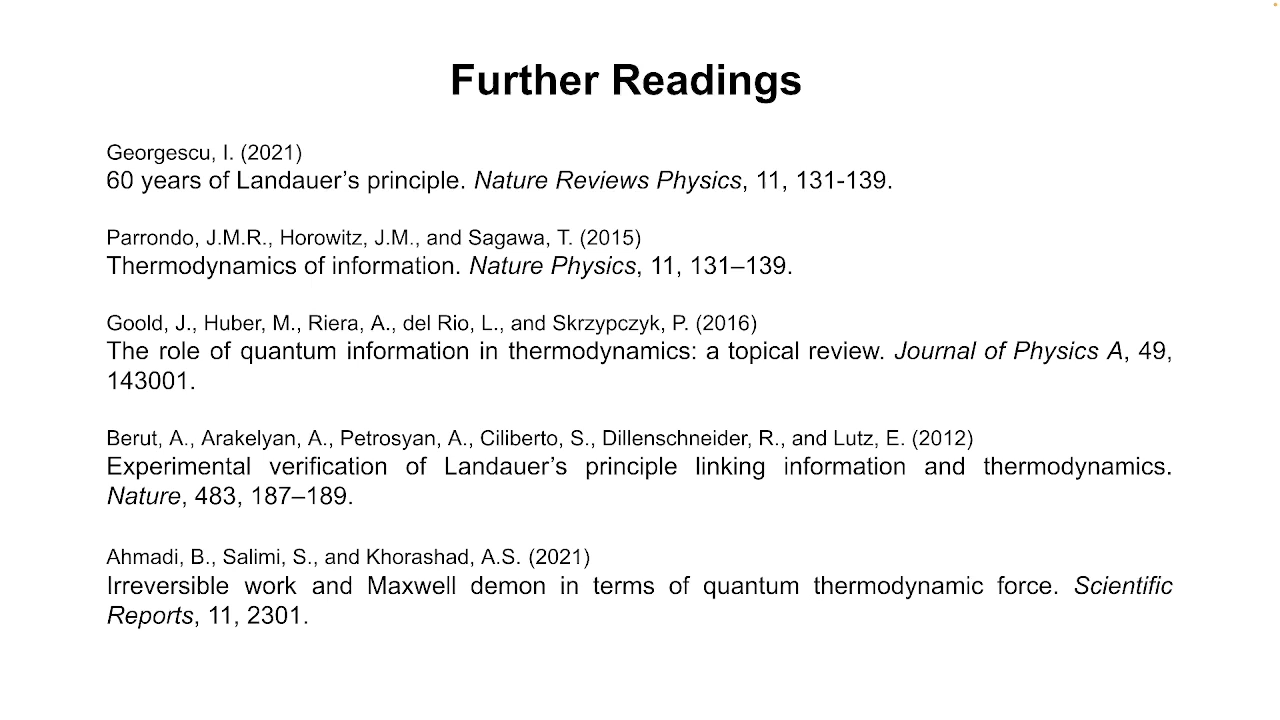 Further Readings
Georgescu, I. (2021)
60 years of Landauer’s principle. Nature Reviews Physics, 11, 131-139.
Parrondo, J.M.R., Horowitz, J.M., and Sagawa, T. (2015)
Thermodynamics of information. Nature Physics, 11, 131–139.
Goold, J., Huber, M., Riera, A., del Rio, L., and Skrzypczyk, P. (2016)
The role of quantum information in thermodynamics: a topical review. Journal of Physics A, 49,
143001.
Berut, A., Arakelyan, A., Petrosyan, A., Ciliberto, S., Dillenschneider, R., and Lutz, E. (2012)
Experimental verification of Landauer’s principle linking information and thermodynamics.
Nature, 483, 187–189.
Ahmadi, B., Salimi, S., and Khorashad, A.S. (2021)
Irreversible work and Maxwell demon in terms of quantum thermodynamic force. Scientific
Reports, 11, 2301.